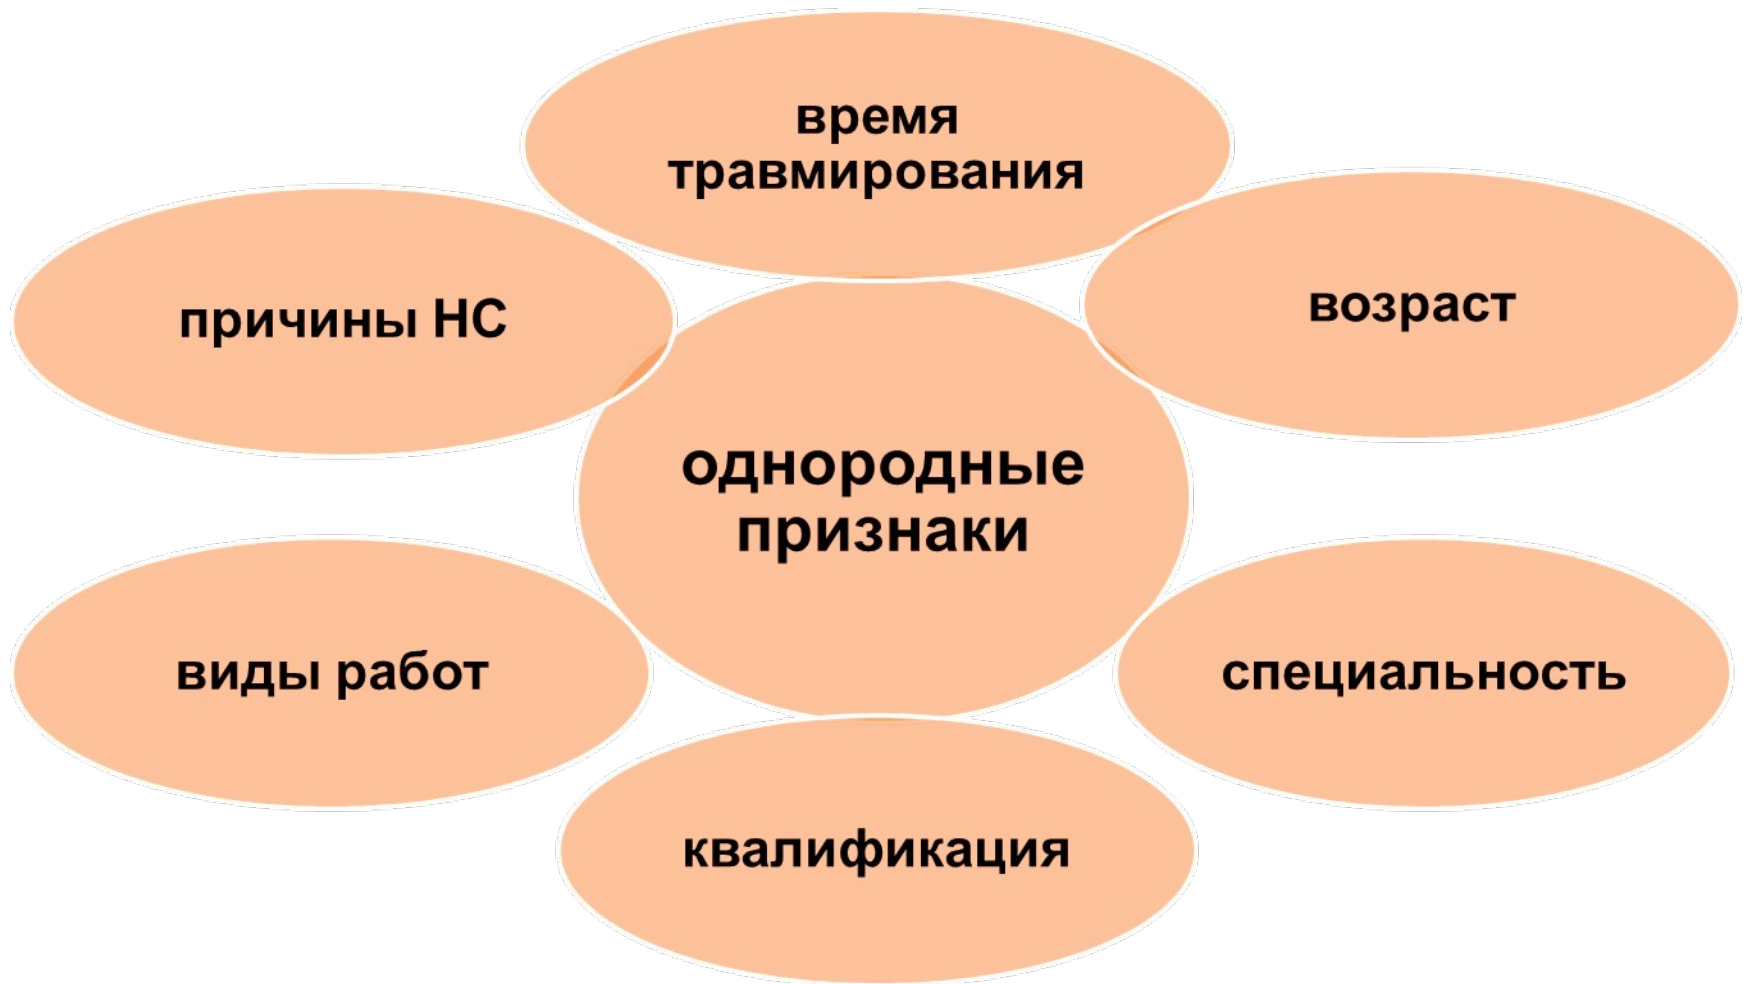 время
травмирования
причины НС
возраст
однородные
признаки
виды работ
специальность
квалификация